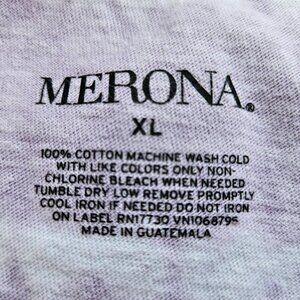 MERONA®
XL
100% COTTON MACHINE WASH COLD
WITH LIKE COLORS ONLY NON-
CHLORINE BLEACH WHEN NEEDED
TUMBLE DRY LOW REMOVE PROMPTLY
COOL IRON IF NEEDED DO NOT IRON
ON LABEL RN17730 VN1068795
MADE IN GUATEMALA